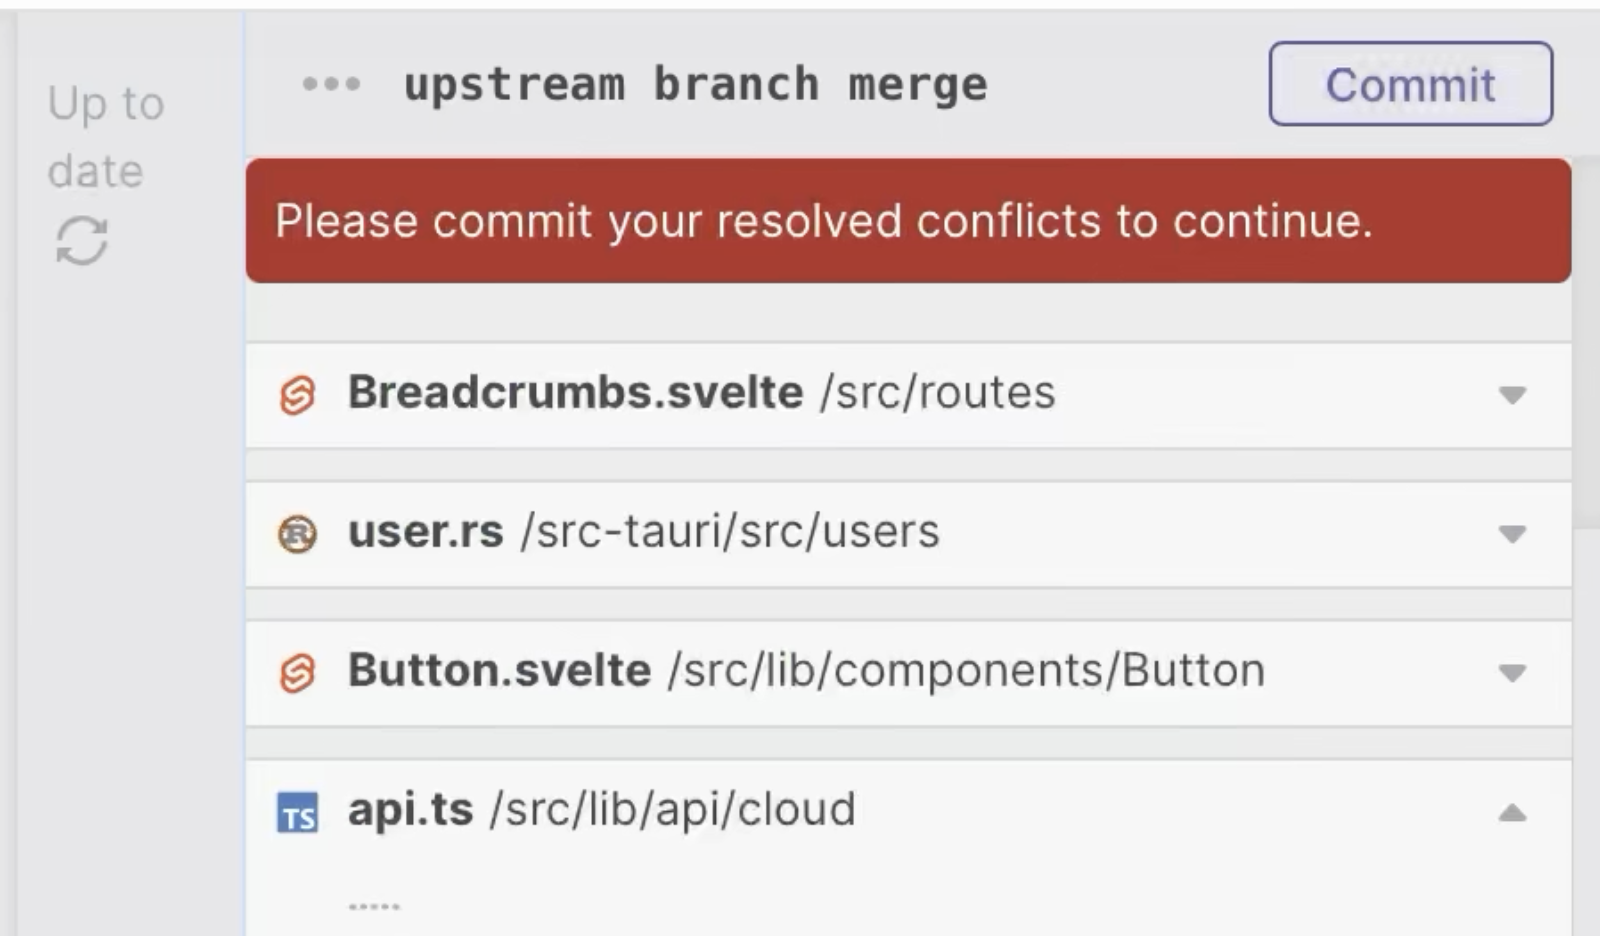 Up to
date
upstream branch merge
Commit
Please commit your resolved conflicts to continue.
Breadcrumbs.svelte /src/routes
R user.rs /src-tauri/src/users
Button.svelte /src/lib/components/Button
TS api.ts /src/lib/api/cloud